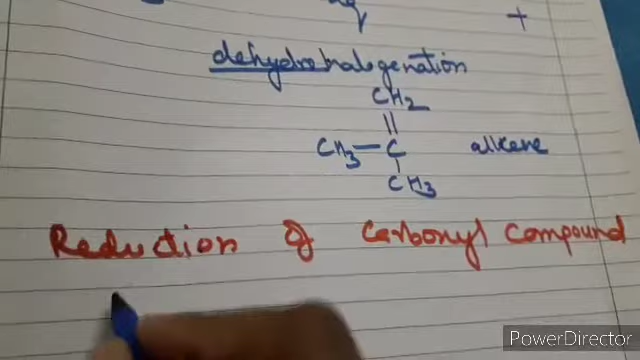 +
dehydrohalogenation
CH2
||
CH3—C alkene
|
CH3
Reduction of Carbonyl Compound
PowerDirector